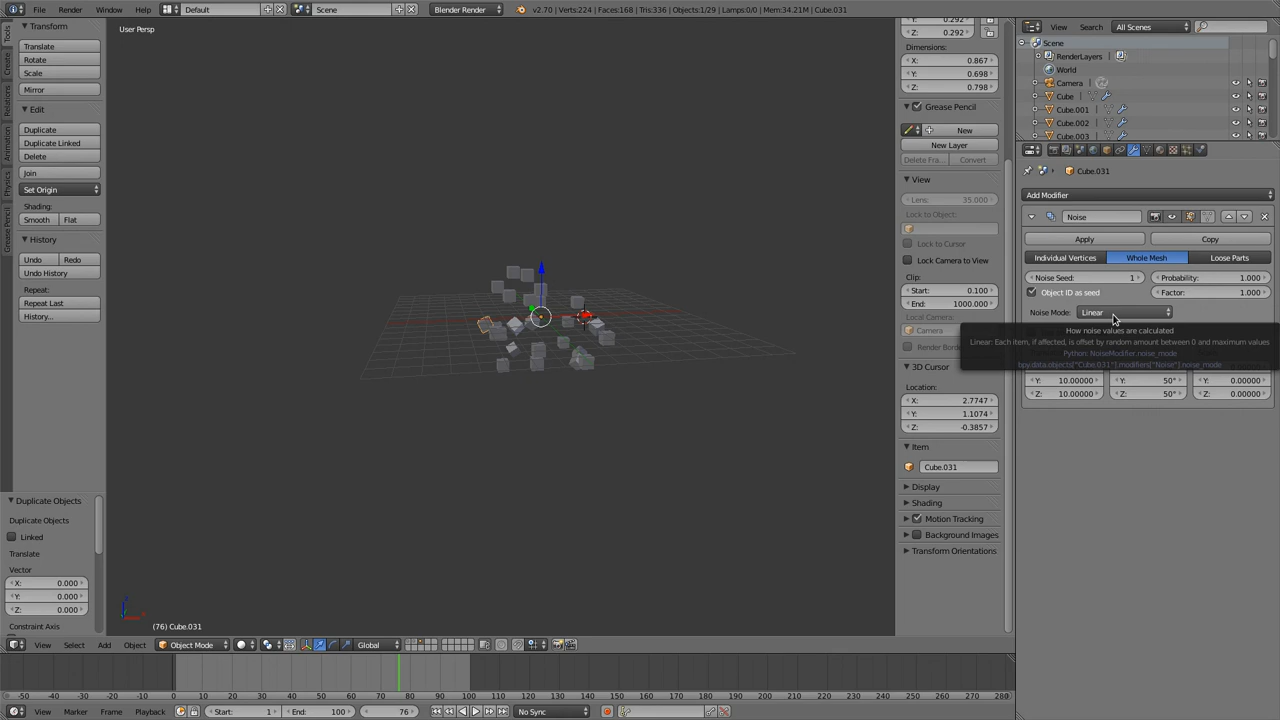 File Render Window Help Default Scene Blender Render v2.70 | Verts:224 | Faces:168 | Tris:336 | Objects:1/29 | Lamps:0/0 | Mem:34.21M | Cube.031
Tools
Create
Relations
Animation
Physics
Grease Pencil
Transform
Translate
Rotate
Scale
Mirror
Edit
Duplicate
Duplicate Linked
Delete
Join
Set Origin
Shading:
Smooth Flat
History
Undo Redo
Undo History
Repeat:
Repeat Last
History...
Duplicate Objects
Duplicate Objects
Linked
Translate
Vector
X: 0.000
Y: 0.000
Z: 0.000
Constraint Axis
User Persp
(76) Cube.031
Y: 0.292
Z: 0.292
Dimensions:
X: 0.867
Y: 0.698
Z: 0.798
Grease Pencil
New
New Layer
Delete Fra... Convert
View
Lens: 35.000
Lock to Object:
Lock to Cursor
Lock Camera to View
Clip:
Start: 0.100
End: 1000.000
Local Camera:
Camera
Render Bord
3D Cursor
Location:
X: 2.7747
Y: 1.1074
Z: -0.3857
Item
Cube.031
Display
Shading
Motion Tracking
Background Images
Transform Orientations
View Search All Scenes
Scene
RenderLayers
World
Camera
Cube
Cube.001
Cube.002
Cube.003
Cube.031
Add Modifier
Noise
Apply Copy
Individual Vertices Whole Mesh Loose Parts
Noise Seed: 1 Probability: 1.000
Object ID as seed Factor: 1.000
Noise Mode: Linear
How noise values are calculated
Linear: Each item, if affected, is offset by random amount between 0 and maximum values
Python: NoiseModifier.noise_mode
bpy.data.objects["Cube.031"].modifiers["Noise"].noise_mode
Y: 10.00000 Y: 50° Y: 0.00000
Z: 10.00000 Z: 50° Z: 0.00000
View Select Add Object Object Mode Global
-50 -40 -30 -20 -10 0 10 20 30 40 50 60 70 80 90 100 110 120 130 140 150 160 170 180 190 200 210 220 230 240 250 260 270 280
View Marker Frame Playback Start: 1 End: 100 76 No Sync